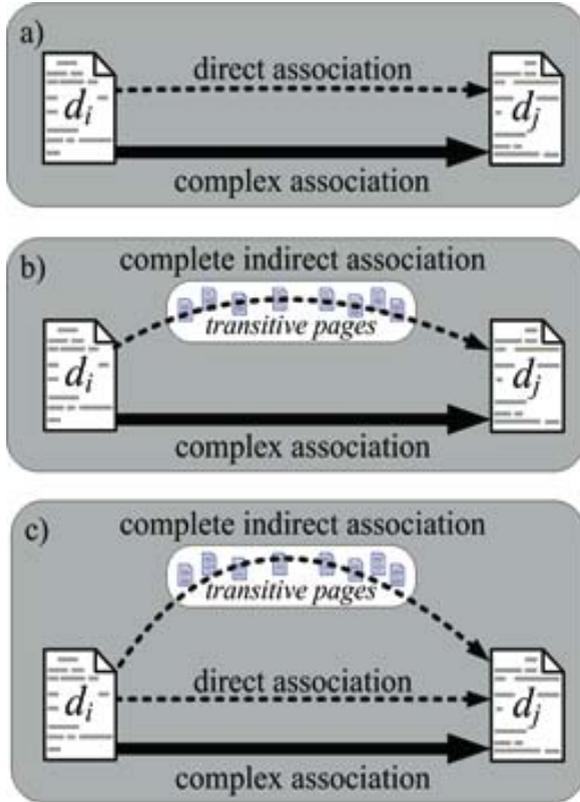 a)
direct association
d_i
d_j
complex association
b)
complete indirect association
transitive pages
d_i
d_j
complex association
c)
complete indirect association
transitive pages
direct association
d_i
d_j
complex association